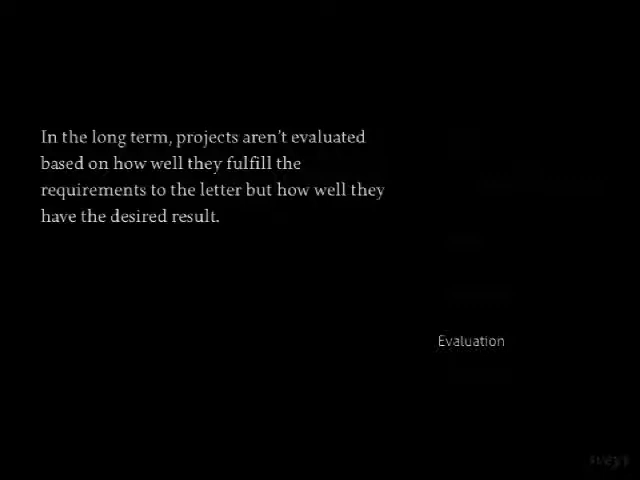 In the long term, projects aren't evaluated
based on how well they fulfill the
requirements to the letter but how well they
have the desired result.
Evaluation